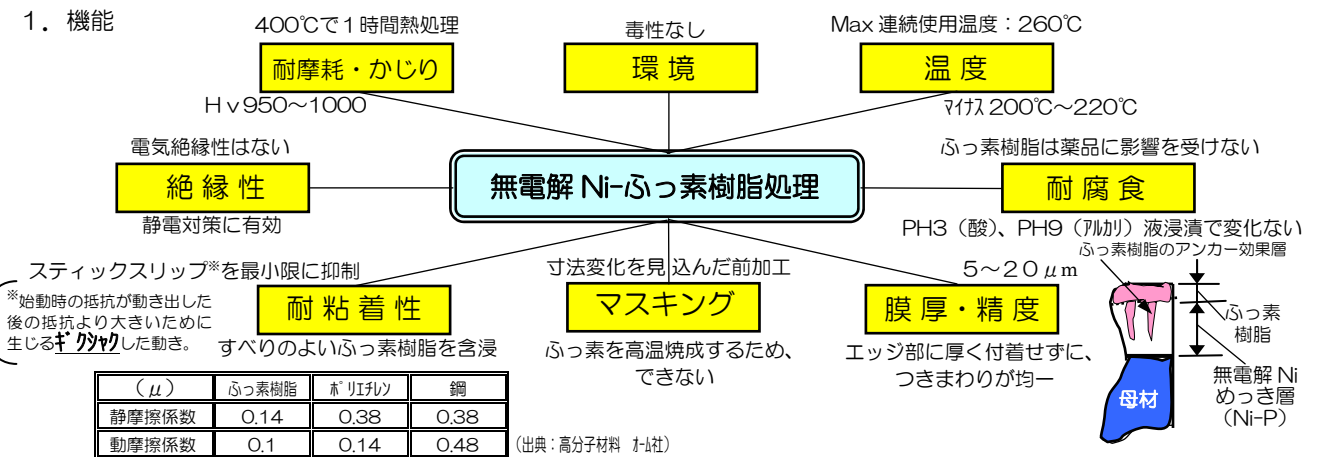 1．機能
400℃で1時間熱処理
耐摩耗・かじり
Hv950～1000
毒性なし
環 境
Max 連続使用温度：260℃
温 度
ﾏｲﾅｽ 200℃～220℃
電気絶縁性はない
絶 縁 性
静電対策に有効
無電解 Ni-ふっ素樹脂処理
ふっ素樹脂は薬品に影響を受けない
耐 腐 食
PH3（酸）、PH9（ｱﾙｶﾘ）液浸漬で変化ない
スティックスリップ※を最小限に抑制
耐 粘 着 性
すべりのよいふっ素樹脂を含浸
※始動時の抵抗が動き出した
後の抵抗より大きいために
生じるｷﾞｸｼｬｸした動き。
寸法変化を見込んだ前加工
マスキング
ふっ素を高温焼成するため、
できない
5～20μm
膜 厚・精 度
エッジ部に厚く付着せずに、
つきまわりが均一
ふっ素樹脂のアンカー効果層
ふっ素
樹脂
無電解 Ni
めっき層
（Ni-P）
母材
（μ） ふっ素樹脂 ﾎﾟﾘｴﾁﾚﾝ 鋼
静摩擦係数 0.14 0.38 0.38
動摩擦係数 0.1 0.14 0.48
（出典：高分子材料 ｵｰﾑ社）